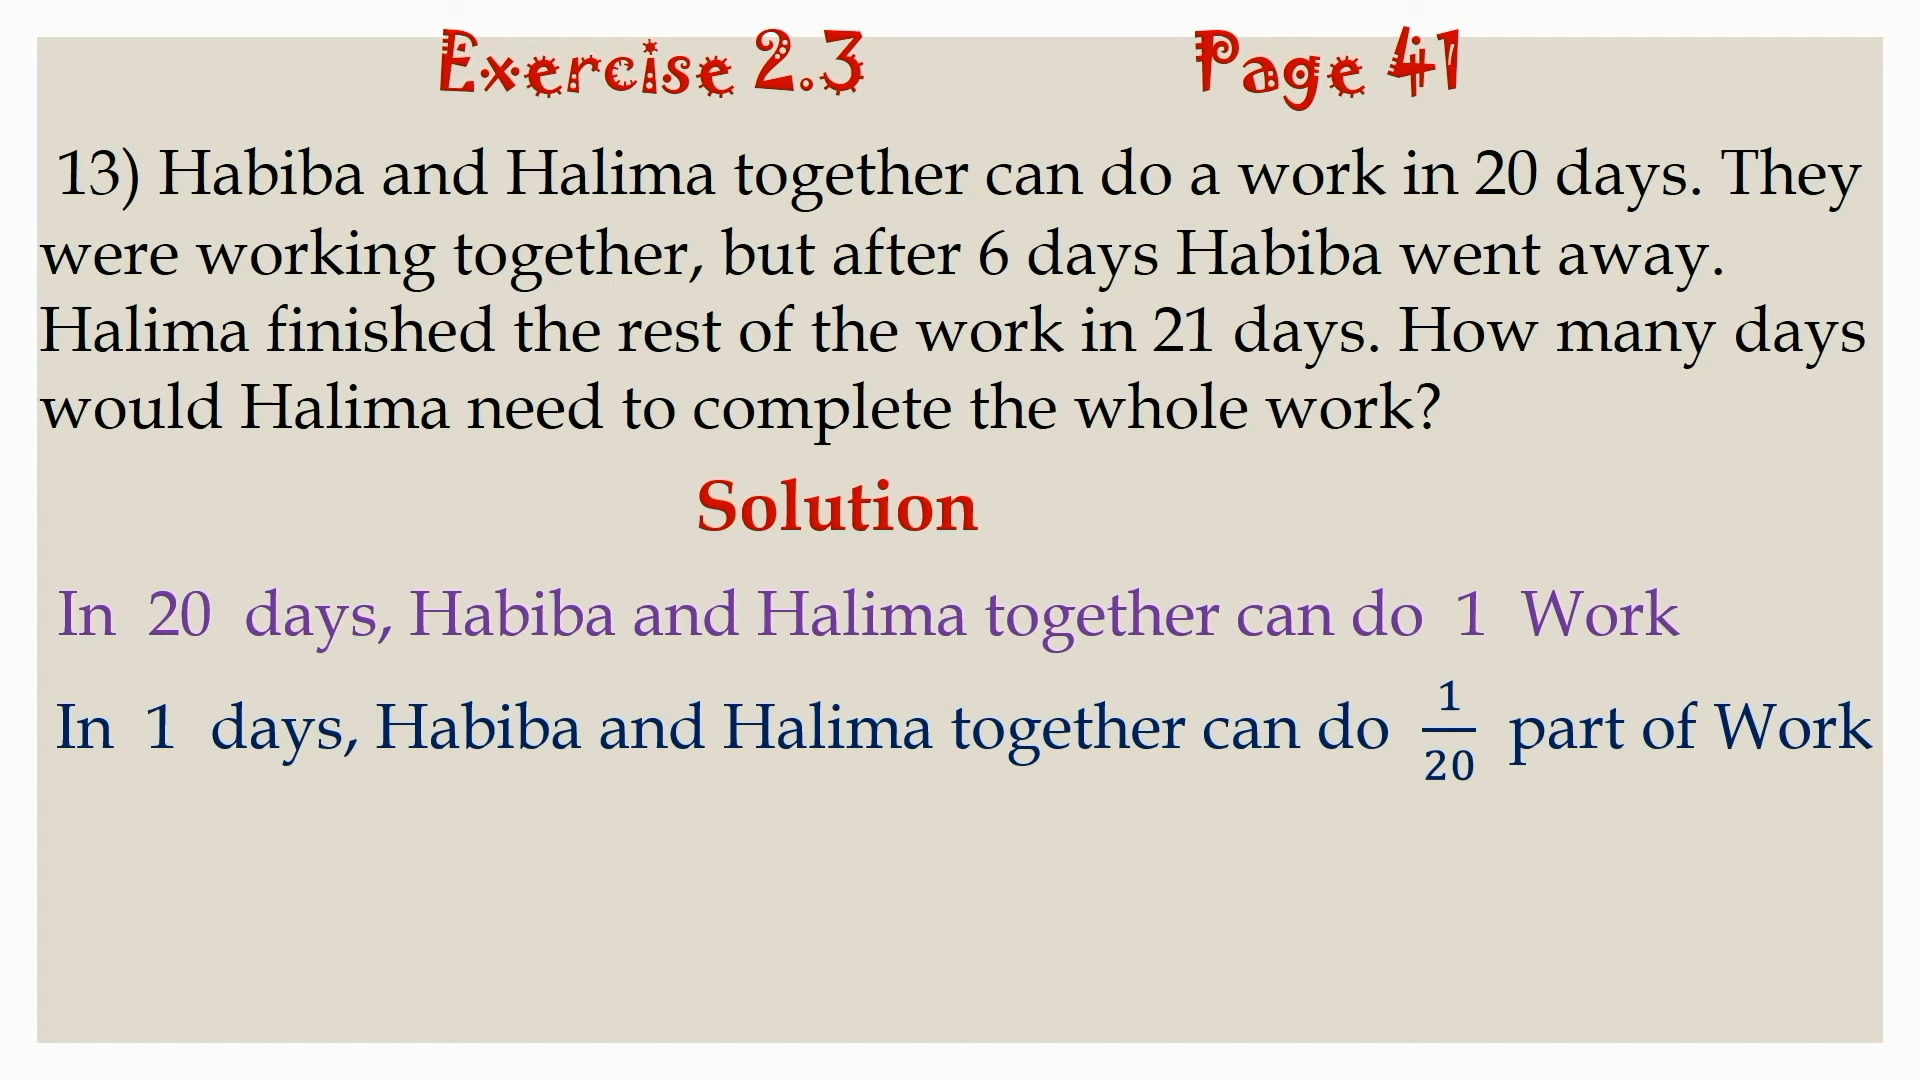 Exercise 2.3 Page 41
13) Habiba and Halima together can do a work in 20 days. They
were working together, but after 6 days Habiba went away.
Halima finished the rest of the work in 21 days. How many days
would Halima need to complete the whole work?
Solution
In 20 days, Habiba and Halima together can do 1 Work
In 1 days, Habiba and Halima together can do 1/20 part of Work